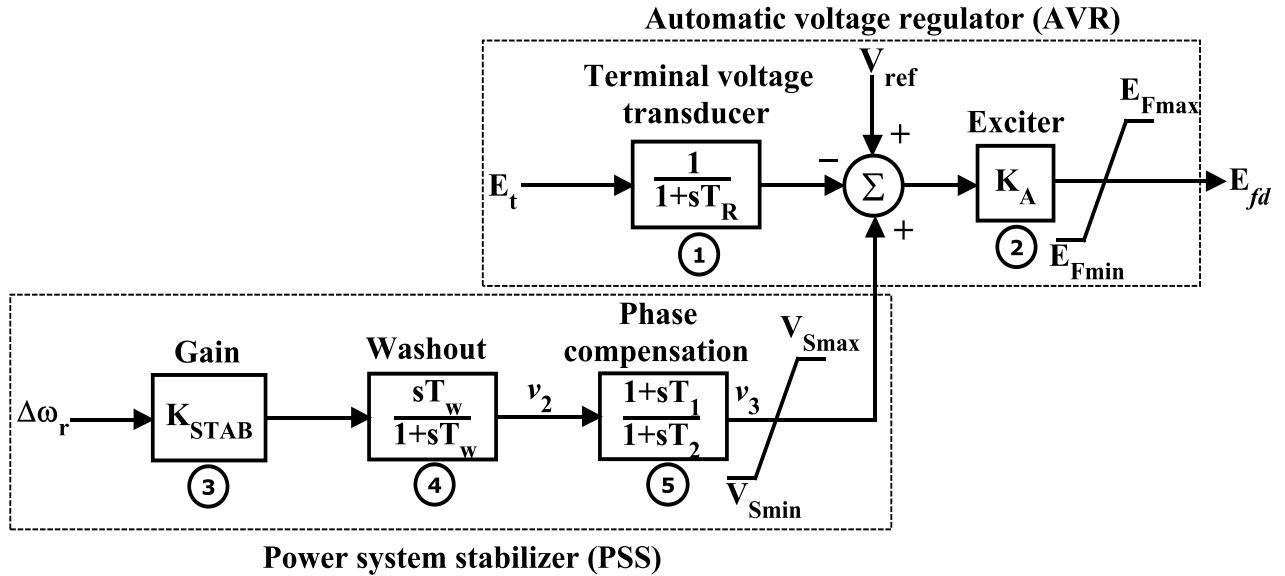 Automatic voltage regulator (AVR)
Terminal voltage
transducer
V_ref
E_Fmax
Exciter
+
−
E_t
1
1+sT_R
Σ
K_A
E_fd
+
1
2
E_Fmin
Phase
compensation
V_Smax
Gain
Washout
Δω_r
K_STAB
sT_w
1+sT_w
v_2
1+sT_1
1+sT_2
v_3
3
4
5
V_Smin
Power system stabilizer (PSS)